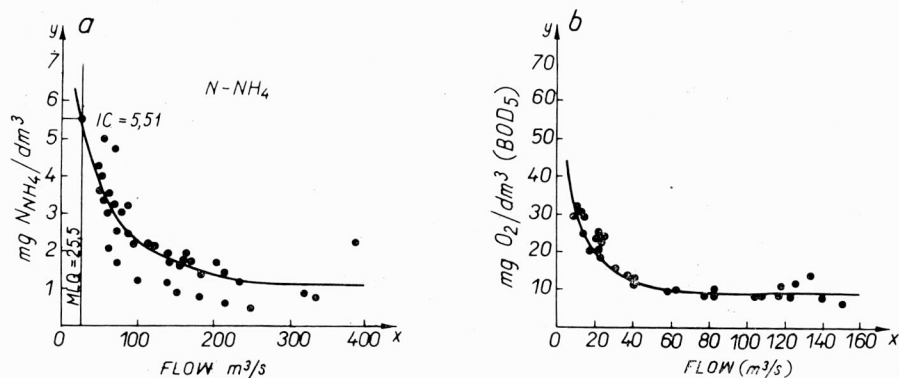 y a
7
6
5
4
3
2
1
0
mg N_NH4/dm³
N-NH₄
IC = 5,51
MLQ = 25,5
100 200 300 400 x
FLOW m³/s
y b
70
60
50
40
30
20
10
mg O₂/dm³ (BOD₅)
0 20 40 60 80 100 120 140 160 x
FLOW (m³/s)